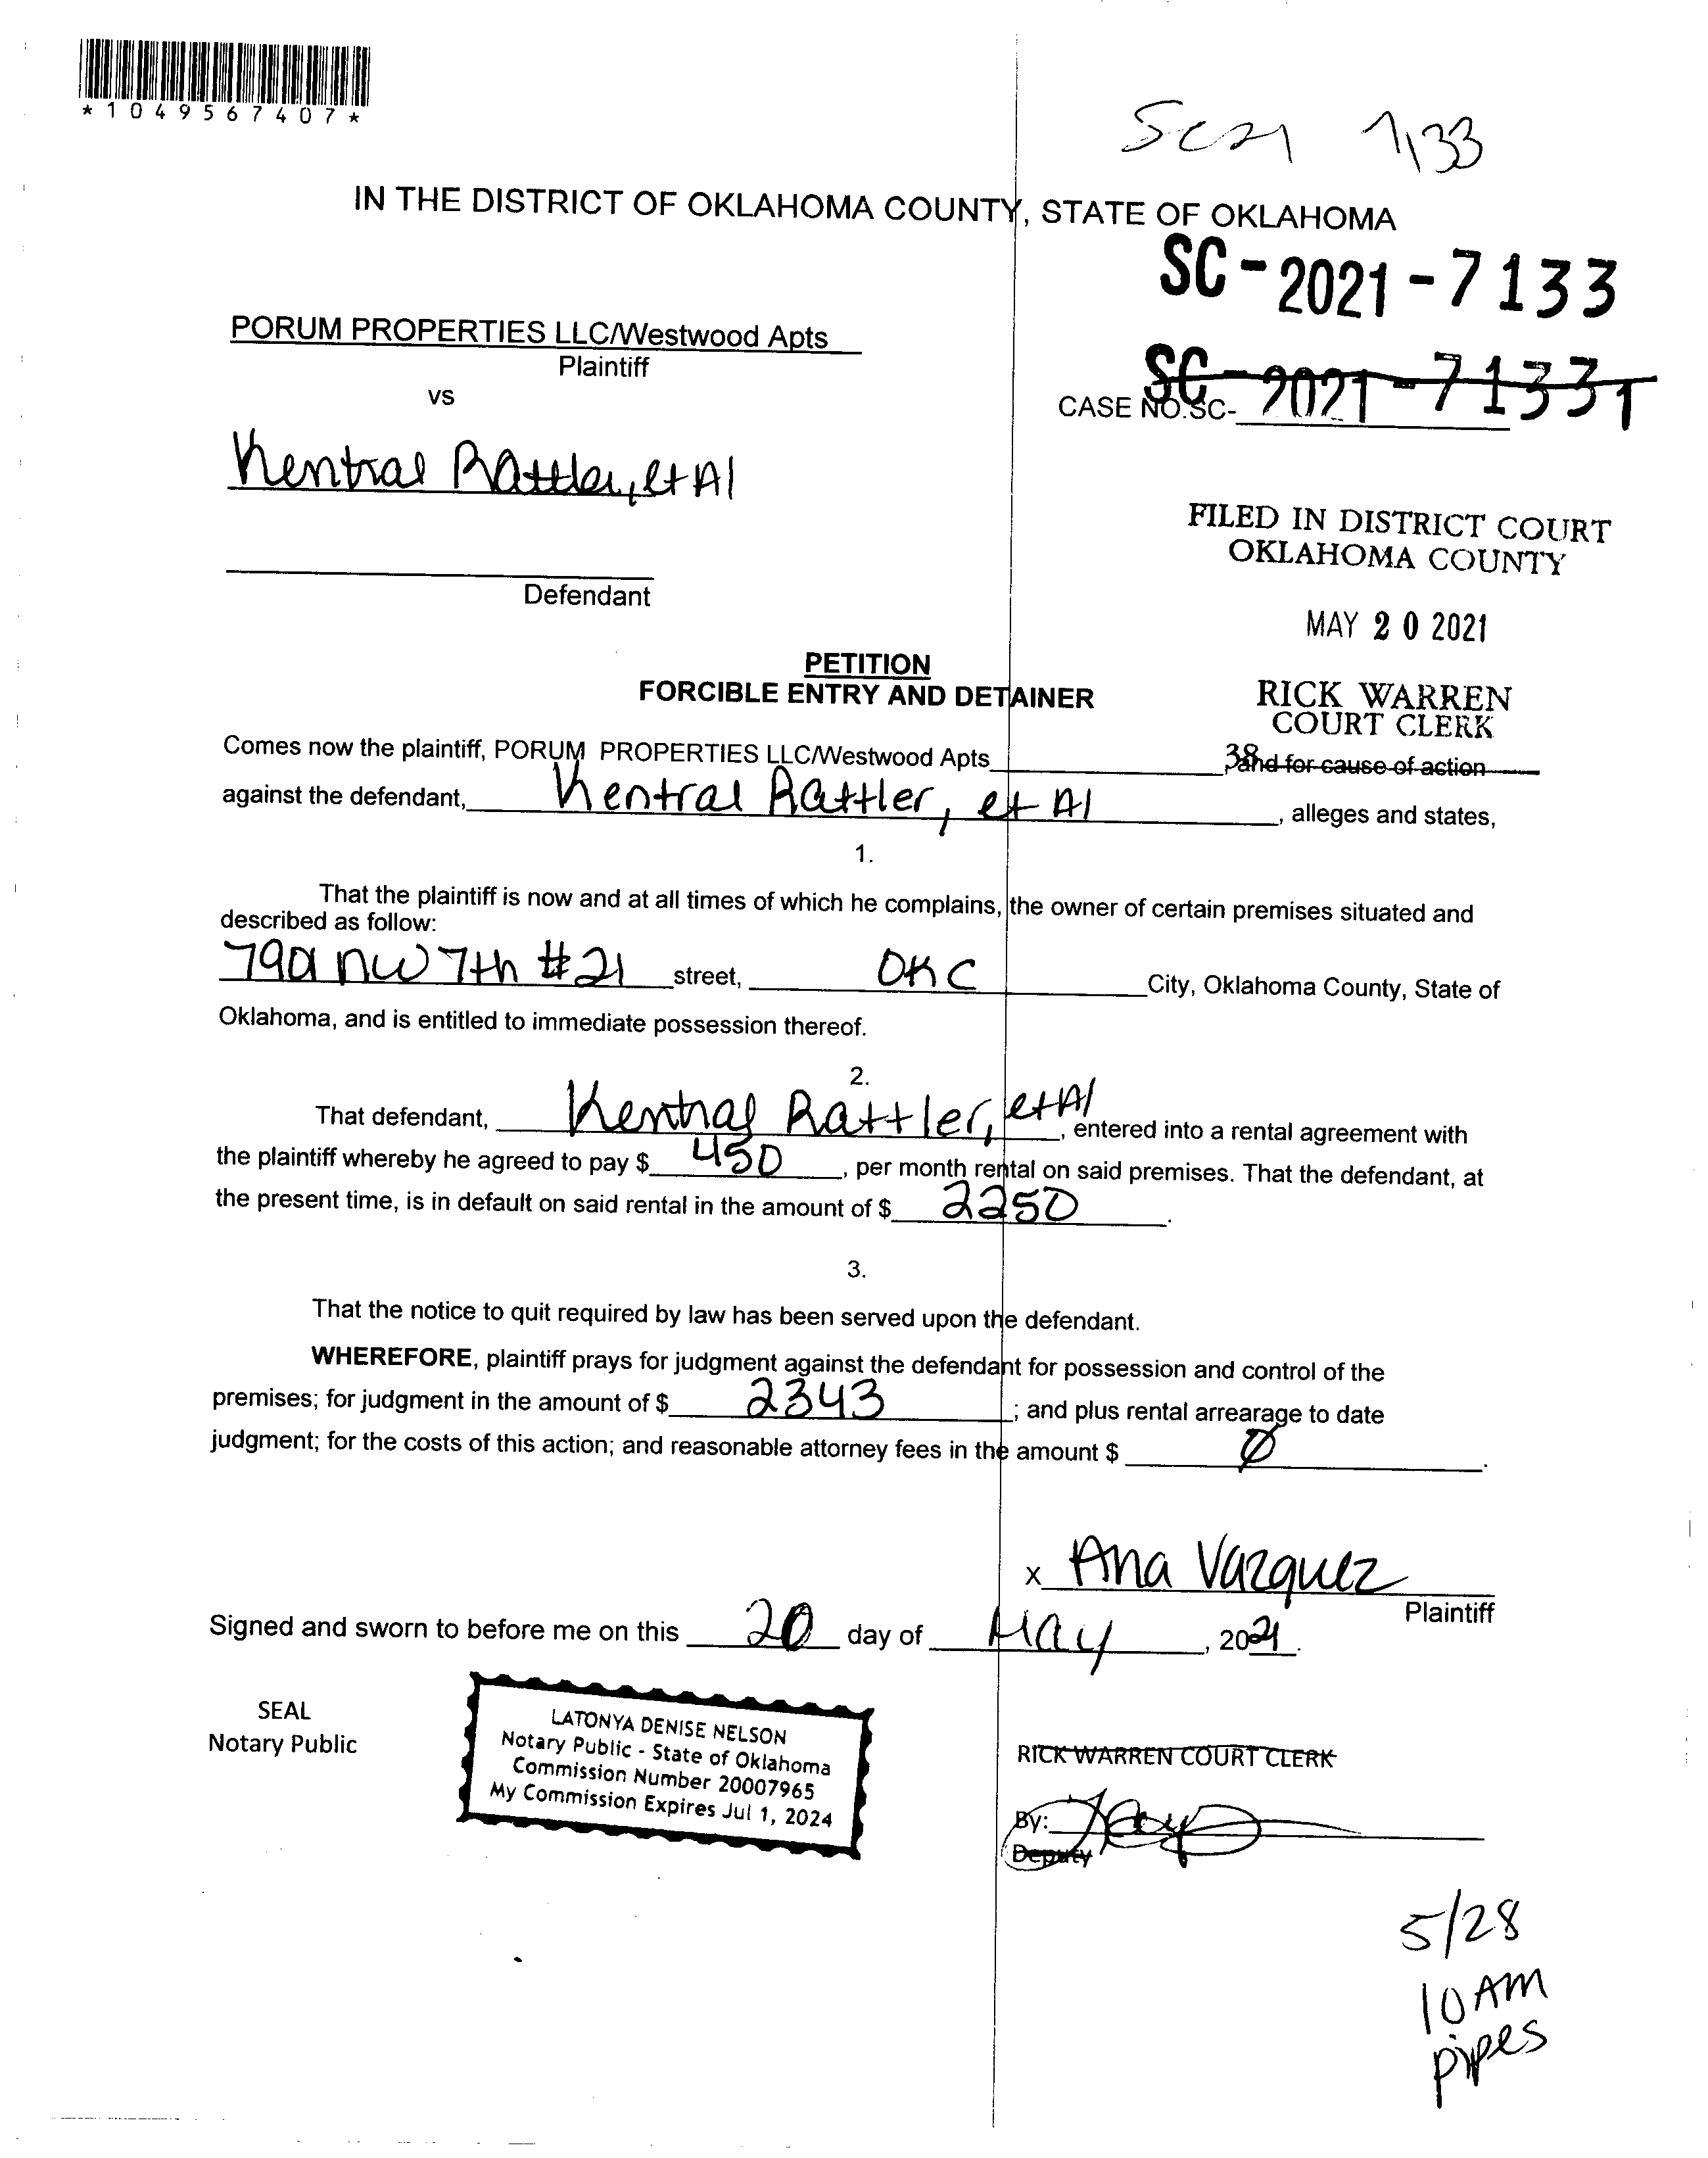 *1049567407*
SC21 7133
IN THE DISTRICT OF OKLAHOMA COUNTY, STATE OF OKLAHOMA
SC-2021-7133
PORUM PROPERTIES LLC/Westwood Apts
Plaintiff
vs
CASE NO.SC- SC-2021-7133
Kentral Rattler, et Al
FILED IN DISTRICT COURT
OKLAHOMA COUNTY
Defendant
MAY 20 2021
PETITION
FORCIBLE ENTRY AND DETAINER
RICK WARREN
COURT CLERK
38
Comes now the plaintiff, PORUM PROPERTIES LLC/Westwood Apts , and for cause of action
against the defendant, Kentral Rattler, et Al , alleges and states,
1.
That the plaintiff is now and at all times of which he complains, the owner of certain premises situated and
described as follow:
7901 NW 7th #21 street, OKC City, Oklahoma County, State of
Oklahoma, and is entitled to immediate possession thereof.
2.
That defendant, Kentral Rattler, et Al , entered into a rental agreement with
the plaintiff whereby he agreed to pay $ 450 , per month rental on said premises. That the defendant, at
the present time, is in default on said rental in the amount of $ 2250 .
3.
That the notice to quit required by law has been served upon the defendant.
WHEREFORE, plaintiff prays for judgment against the defendant for possession and control of the
premises; for judgment in the amount of $ 2343 ; and plus rental arrearage to date
judgment; for the costs of this action; and reasonable attorney fees in the amount $ 0 .
x Ana Vazquez
Plaintiff
Signed and sworn to before me on this 20 day of May , 2021.
SEAL
Notary Public
LATONYA DENISE NELSON
Notary Public - State of Oklahoma
Commission Number 20007965
My Commission Expires Jul 1, 2024
RICK WARREN COURT CLERK
By:
Deputy
5/28
10 AM
pipes